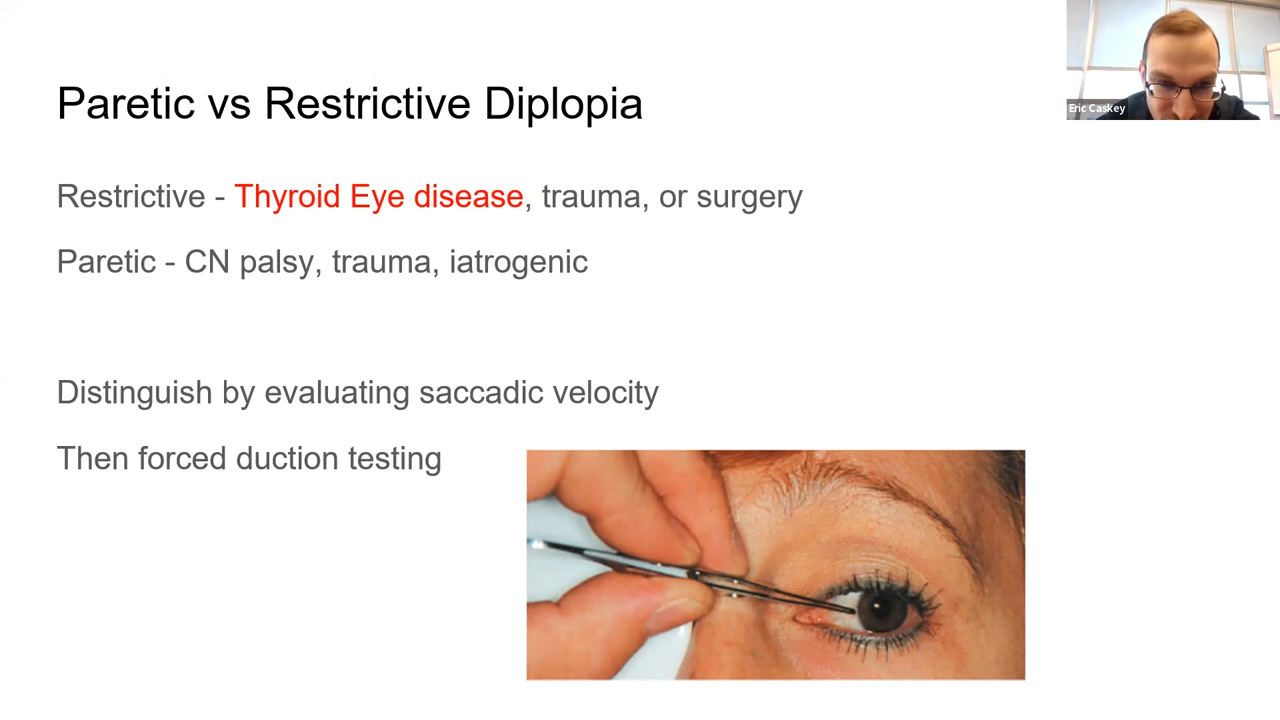 Paretic vs Restrictive Diplopia
Eric Caskey
Restrictive - Thyroid Eye disease, trauma, or surgery
Paretic - CN palsy, trauma, iatrogenic
Distinguish by evaluating saccadic velocity
Then forced duction testing